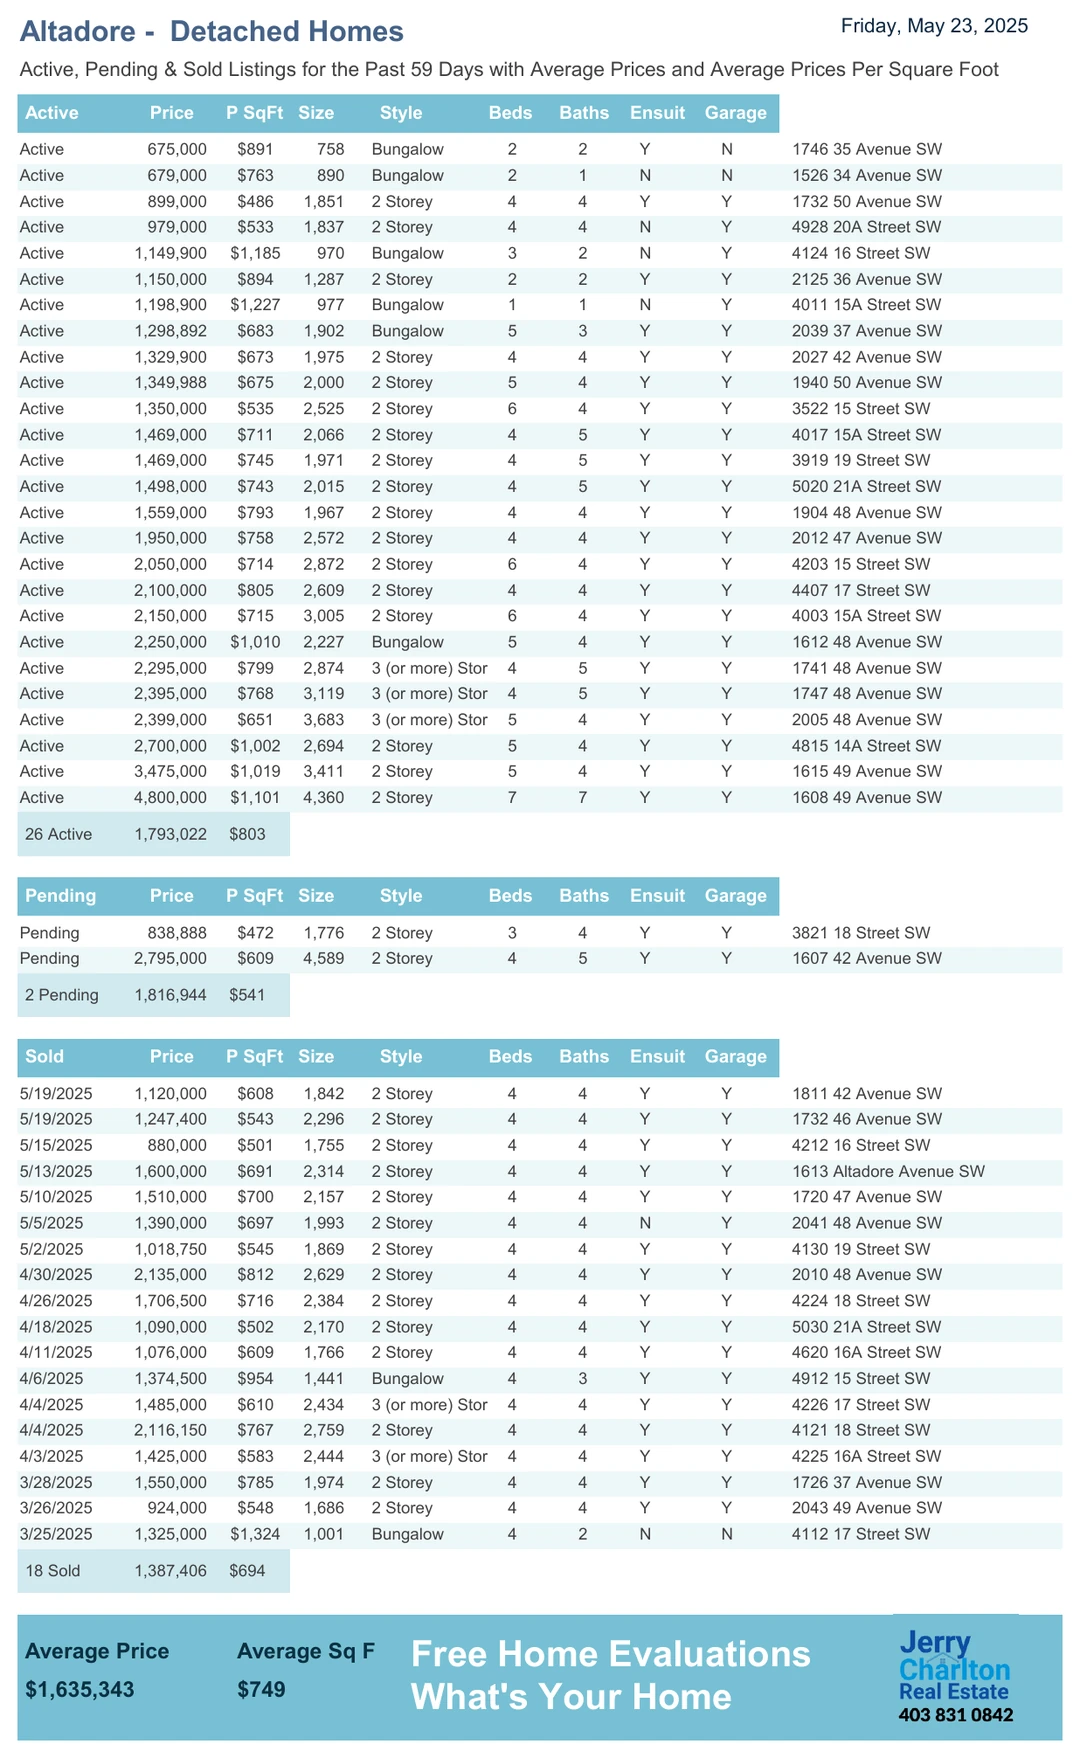 Altadore - Detached Homes
Friday, May 23, 2025
Active, Pending & Sold Listings for the Past 59 Days with Average Prices and Average Prices Per Square Foot
Active Price P SqFt Size Style Beds Baths Ensuit Garage
Active 675,000 $891 758 Bungalow 2 2 Y N 1746 35 Avenue SW
Active 679,000 $763 890 Bungalow 2 1 N N 1526 34 Avenue SW
Active 899,000 $486 1,851 2 Storey 4 4 Y Y 1732 50 Avenue SW
Active 979,000 $533 1,837 2 Storey 4 4 N Y 4928 20A Street SW
Active 1,149,900 $1,185 970 Bungalow 3 2 N Y 4124 16 Street SW
Active 1,150,000 $894 1,287 2 Storey 2 2 Y Y 2125 36 Avenue SW
Active 1,198,900 $1,227 977 Bungalow 1 1 N Y 4011 15A Street SW
Active 1,298,892 $683 1,902 Bungalow 5 3 Y Y 2039 37 Avenue SW
Active 1,329,900 $673 1,975 2 Storey 4 4 Y Y 2027 42 Avenue SW
Active 1,349,988 $675 2,000 2 Storey 5 4 Y Y 1940 50 Avenue SW
Active 1,350,000 $535 2,525 2 Storey 6 4 Y Y 3522 15 Street SW
Active 1,469,000 $711 2,066 2 Storey 4 5 Y Y 4017 15A Street SW
Active 1,469,000 $745 1,971 2 Storey 4 5 Y Y 3919 19 Street SW
Active 1,498,000 $743 2,015 2 Storey 4 5 Y Y 5020 21A Street SW
Active 1,559,000 $793 1,967 2 Storey 4 4 Y Y 1904 48 Avenue SW
Active 1,950,000 $758 2,572 2 Storey 4 4 Y Y 2012 47 Avenue SW
Active 2,050,000 $714 2,872 2 Storey 6 4 Y Y 4203 15 Street SW
Active 2,100,000 $805 2,609 2 Storey 4 4 Y Y 4407 17 Street SW
Active 2,150,000 $715 3,005 2 Storey 6 4 Y Y 4003 15A Street SW
Active 2,250,000 $1,010 2,227 Bungalow 5 4 Y Y 1612 48 Avenue SW
Active 2,295,000 $799 2,874 3 (or more) Stor 4 5 Y Y 1741 48 Avenue SW
Active 2,395,000 $768 3,119 3 (or more) Stor 4 5 Y Y 1747 48 Avenue SW
Active 2,399,000 $651 3,683 3 (or more) Stor 5 4 Y Y 2005 48 Avenue SW
Active 2,700,000 $1,002 2,694 2 Storey 5 4 Y Y 4815 14A Street SW
Active 3,475,000 $1,019 3,411 2 Storey 5 4 Y Y 1615 49 Avenue SW
Active 4,800,000 $1,101 4,360 2 Storey 7 7 Y Y 1608 49 Avenue SW
26 Active 1,793,022 $803
Pending Price P SqFt Size Style Beds Baths Ensuit Garage
Pending 838,888 $472 1,776 2 Storey 3 4 Y Y 3821 18 Street SW
Pending 2,795,000 $609 4,589 2 Storey 4 5 Y Y 1607 42 Avenue SW
2 Pending 1,816,944 $541
Sold Price P SqFt Size Style Beds Baths Ensuit Garage
5/19/2025 1,120,000 $608 1,842 2 Storey 4 4 Y Y 1811 42 Avenue SW
5/19/2025 1,247,400 $543 2,296 2 Storey 4 4 Y Y 1732 46 Avenue SW
5/15/2025 880,000 $501 1,755 2 Storey 4 4 Y Y 4212 16 Street SW
5/13/2025 1,600,000 $691 2,314 2 Storey 4 4 Y Y 1613 Altadore Avenue SW
5/10/2025 1,510,000 $700 2,157 2 Storey 4 4 Y Y 1720 47 Avenue SW
5/5/2025 1,390,000 $697 1,993 2 Storey 4 4 N Y 2041 48 Avenue SW
5/2/2025 1,018,750 $545 1,869 2 Storey 4 4 Y Y 4130 19 Street SW
4/30/2025 2,135,000 $812 2,629 2 Storey 4 4 Y Y 2010 48 Avenue SW
4/26/2025 1,706,500 $716 2,384 2 Storey 4 4 Y Y 4224 18 Street SW
4/18/2025 1,090,000 $502 2,170 2 Storey 4 4 Y Y 5030 21A Street SW
4/11/2025 1,076,000 $609 1,766 2 Storey 4 4 Y Y 4620 16A Street SW
4/6/2025 1,374,500 $954 1,441 Bungalow 4 3 Y Y 4912 15 Street SW
4/4/2025 1,485,000 $610 2,434 3 (or more) Stor 4 4 Y Y 4226 17 Street SW
4/4/2025 2,116,150 $767 2,759 2 Storey 4 4 Y Y 4121 18 Street SW
4/3/2025 1,425,000 $583 2,444 3 (or more) Stor 4 4 Y Y 4225 16A Street SW
3/28/2025 1,550,000 $785 1,974 2 Storey 4 4 Y Y 1726 37 Avenue SW
3/26/2025 924,000 $548 1,686 2 Storey 4 4 Y Y 2043 49 Avenue SW
3/25/2025 1,325,000 $1,324 1,001 Bungalow 4 2 N N 4112 17 Street SW
18 Sold 1,387,406 $694
Average Price Average Sq F
$1,635,343 $749
Free Home Evaluations
What's Your Home
Jerry
Charlton
Real Estate
403 831 0842